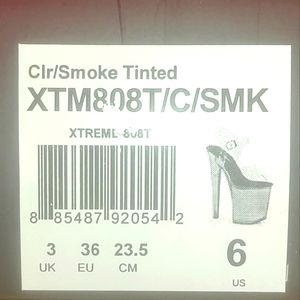 Clr/Smoke Tinted
XTM808T/C/SMK
XTREME-808T
8 85487 92054 2
3 36 23.5 6
UK EU CM US